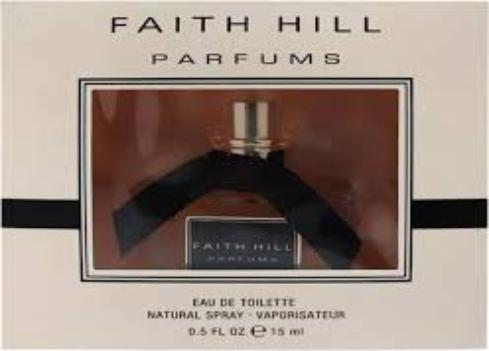 FAITH HILL
PARFUMS
FAITH HILL
PARFUMS
EAU DE TOILETTE
NATURAL SPRAY - VAPORISATEUR
0.5 FL OZ ℮ 15 ml